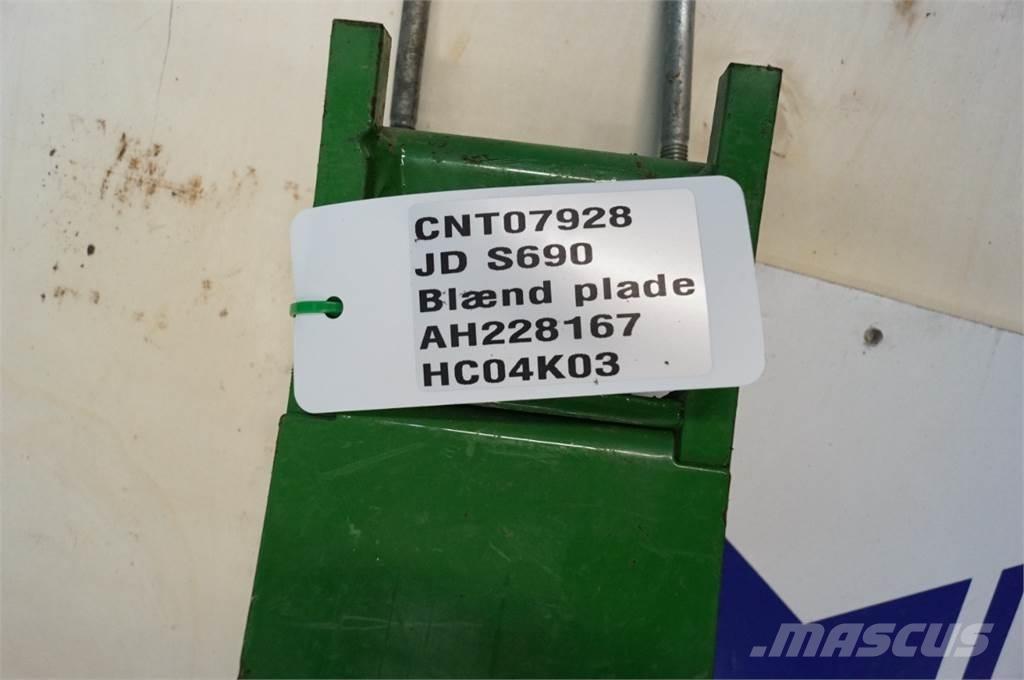 CNT07928
JD S690
Blænd plade
AH228167
HC04K03
.MASCUS